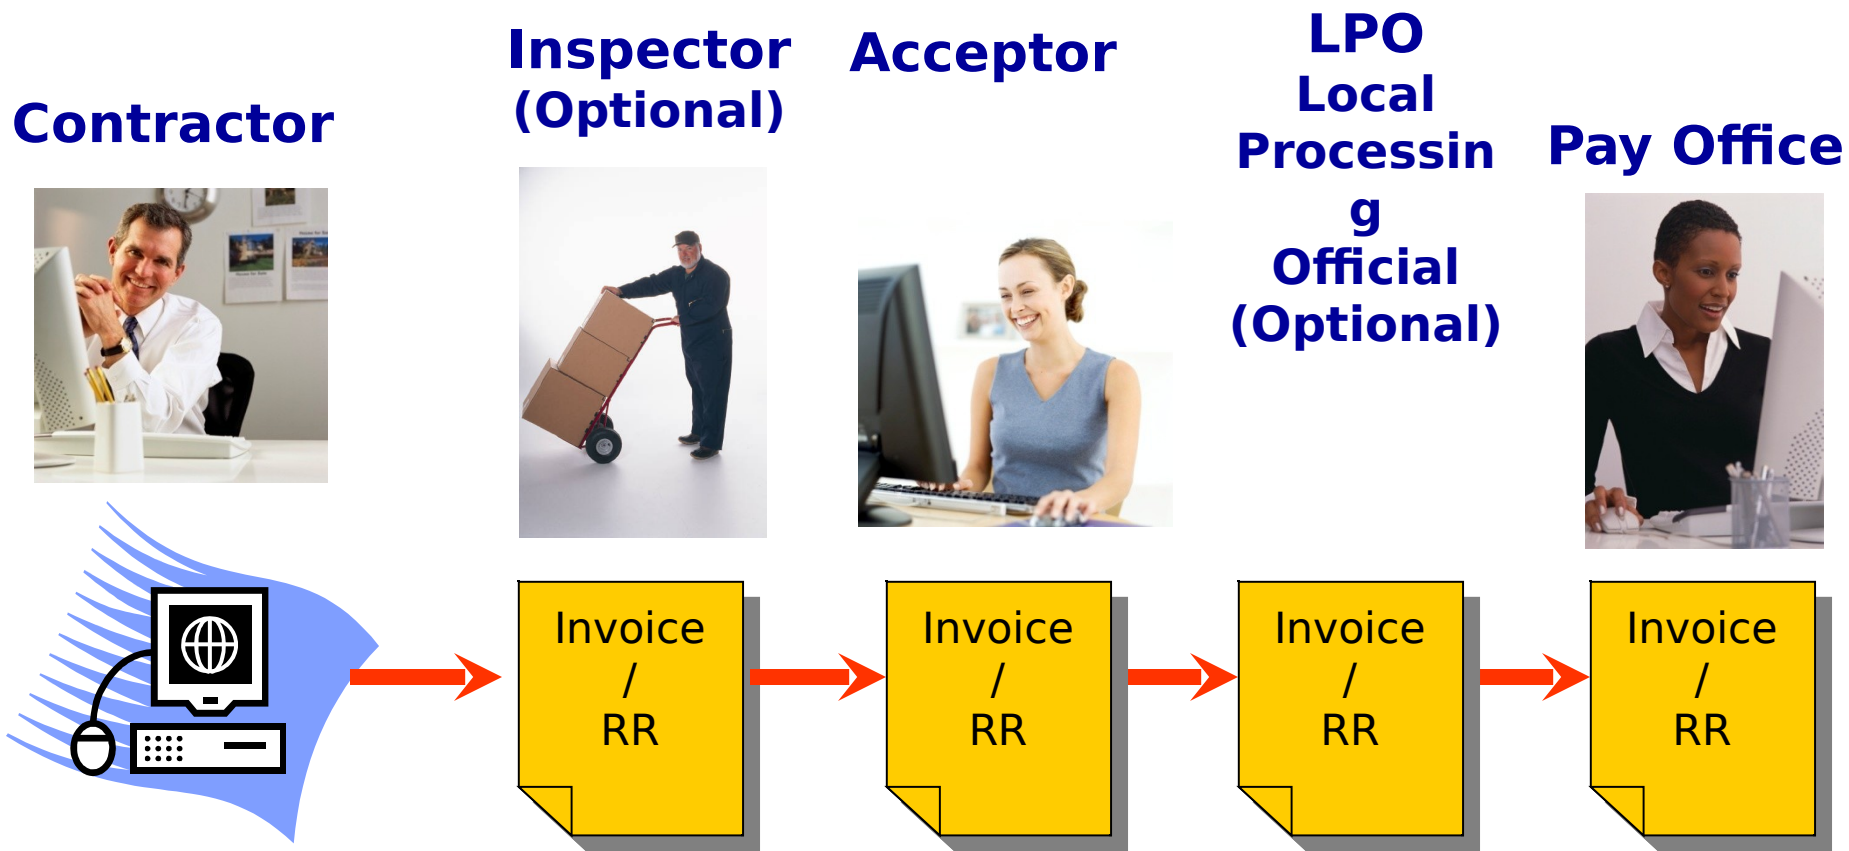 Contractor
Inspector
(Optional)
Acceptor
LPO
Local
Processin
g
Official
(Optional)
Pay Office
Invoice
/
RR
Invoice
/
RR
Invoice
/
RR
Invoice
/
RR